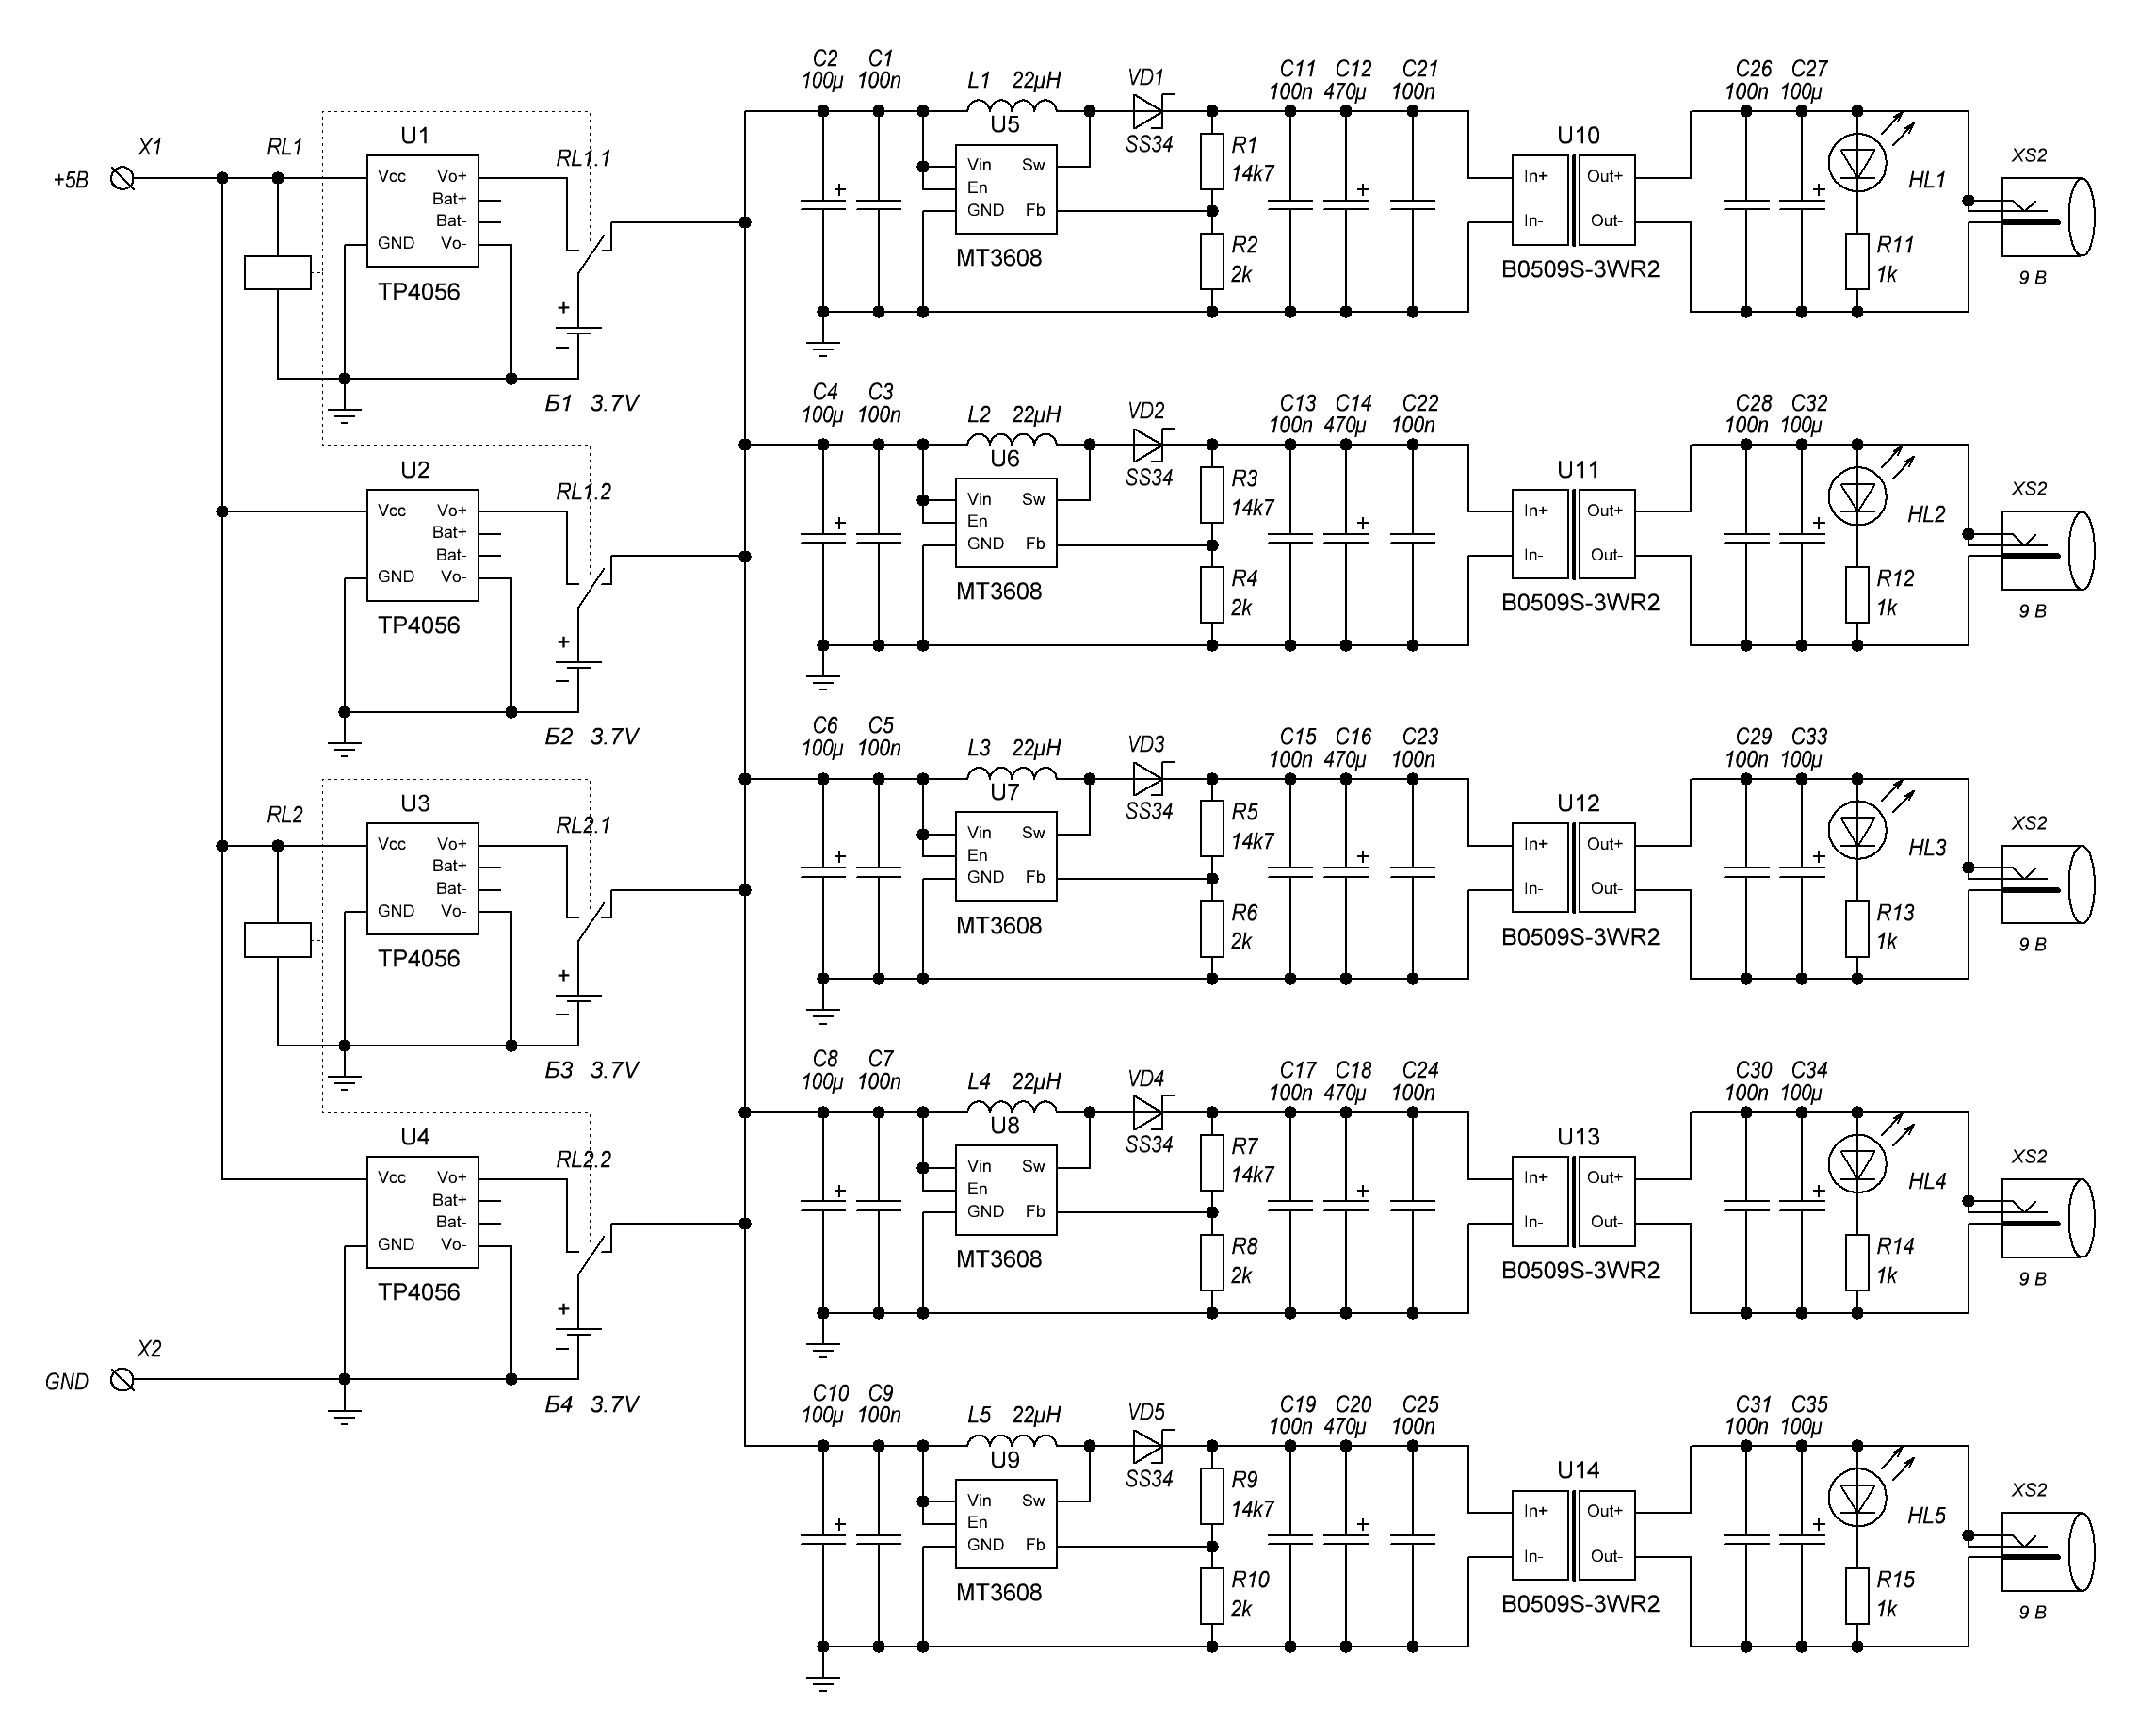 X1
+5В
RL1
U1
Vcc Vo+
Bat+
Bat-
GND Vo-
TP4056
RL1.1
+
–
Б1 3.7V
U2
Vcc Vo+
Bat+
Bat-
GND Vo-
TP4056
RL1.2
+
–
Б2 3.7V
RL2
U3
Vcc Vo+
Bat+
Bat-
GND Vo-
TP4056
RL2.1
+
–
Б3 3.7V
U4
Vcc Vo+
Bat+
Bat-
GND Vo-
TP4056
RL2.2
+
–
Б4 3.7V
X2
GND
C2 C1
100µ 100n
+
L1 22µH
U5
Vin Sw
En
GND Fb
MT3608
VD1
SS34
R1
14k7
R2
2k
C11 C12 C21
100n 470µ 100n
+
U10
In+ Out+
In- Out-
B0509S-3WR2
C26 C27
100n 100µ
+
HL1
R11
1k
XS2
9 В
C4 C3
100µ 100n
+
L2 22µH
U6
Vin Sw
En
GND Fb
MT3608
VD2
SS34
R3
14k7
R4
2k
C13 C14 C22
100n 470µ 100n
+
U11
In+ Out+
In- Out-
B0509S-3WR2
C28 C32
100n 100µ
+
HL2
R12
1k
XS2
9 В
C6 C5
100µ 100n
+
L3 22µH
U7
Vin Sw
En
GND Fb
MT3608
VD3
SS34
R5
14k7
R6
2k
C15 C16 C23
100n 470µ 100n
+
U12
In+ Out+
In- Out-
B0509S-3WR2
C29 C33
100n 100µ
+
HL3
R13
1k
XS2
9 В
C8 C7
100µ 100n
+
L4 22µH
U8
Vin Sw
En
GND Fb
MT3608
VD4
SS34
R7
14k7
R8
2k
C17 C18 C24
100n 470µ 100n
+
U13
In+ Out+
In- Out-
B0509S-3WR2
C30 C34
100n 100µ
+
HL4
R14
1k
XS2
9 В
C10 C9
100µ 100n
+
L5 22µH
U9
Vin Sw
En
GND Fb
MT3608
VD5
SS34
R9
14k7
R10
2k
C19 C20 C25
100n 470µ 100n
+
U14
In+ Out+
In- Out-
B0509S-3WR2
C31 C35
100n 100µ
+
HL5
R15
1k
XS2
9 В